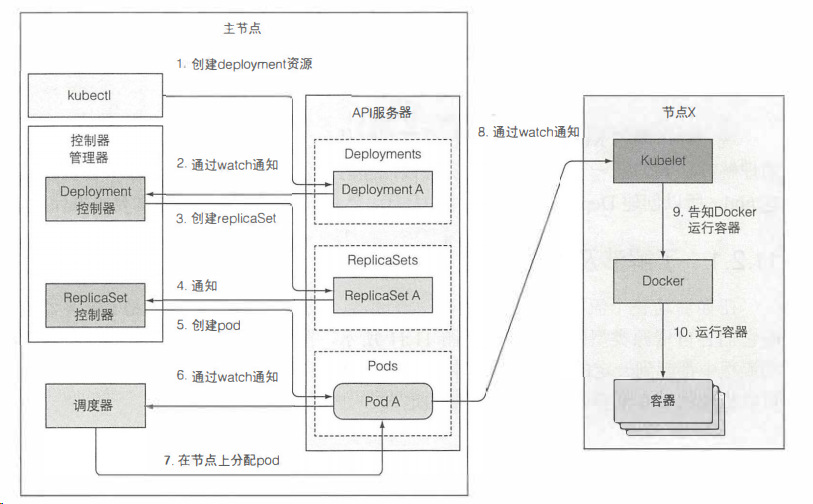 主节点
1. 创建deployment资源
kubectl
API服务器
控制器
管理器
Deployments
2. 通过watch通知
Deployment
控制器
Deployment A
3. 创建replicaSet
ReplicaSets
4. 通知
ReplicaSet
控制器
ReplicaSet A
5. 创建pod
Pods
6. 通过watch通知
调度器
Pod A
7. 在节点上分配pod
8. 通过watch通知
节点X
Kubelet
9. 告知Docker
运行容器
Docker
10. 运行容器
容器